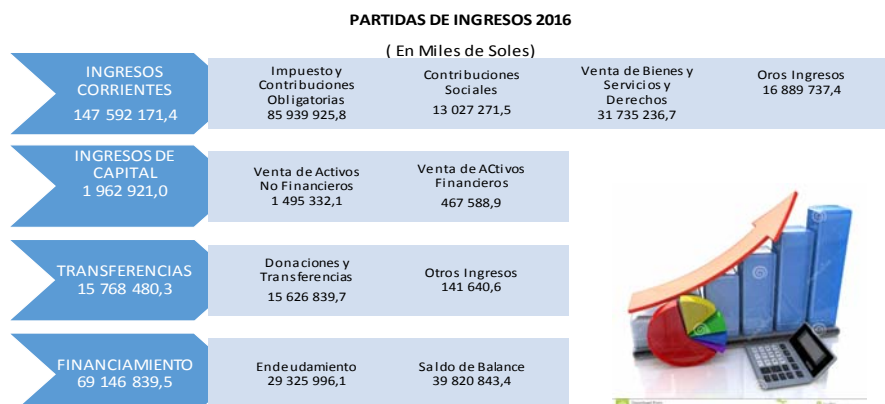 PARTIDAS DE INGRESOS 2016
( En Miles de Soles)
INGRESOS
CORRIENTES
147 592 171,4
Impuesto y
Contribuciones
Obligatorias
85 939 925,8
Contribuciones
Sociales
13 027 271,5
Venta de Bienes y
Servicios y
Derechos
31 735 236,7
Oros Ingresos
16 889 737,4
INGRESOS DE
CAPITAL
1 962 921,0
Venta de Activos
No Financieros
1 495 332,1
Venta de ACtivos
Financieros
467 588,9
TRANSFERENCIAS
15 768 480,3
Donaciones y
Transferencias
15 626 839,7
Otros Ingresos
141 640,6
FINANCIAMIENTO
69 146 839,5
Endeudamiento
29 325 996,1
Saldo de Balance
39 820 843,4